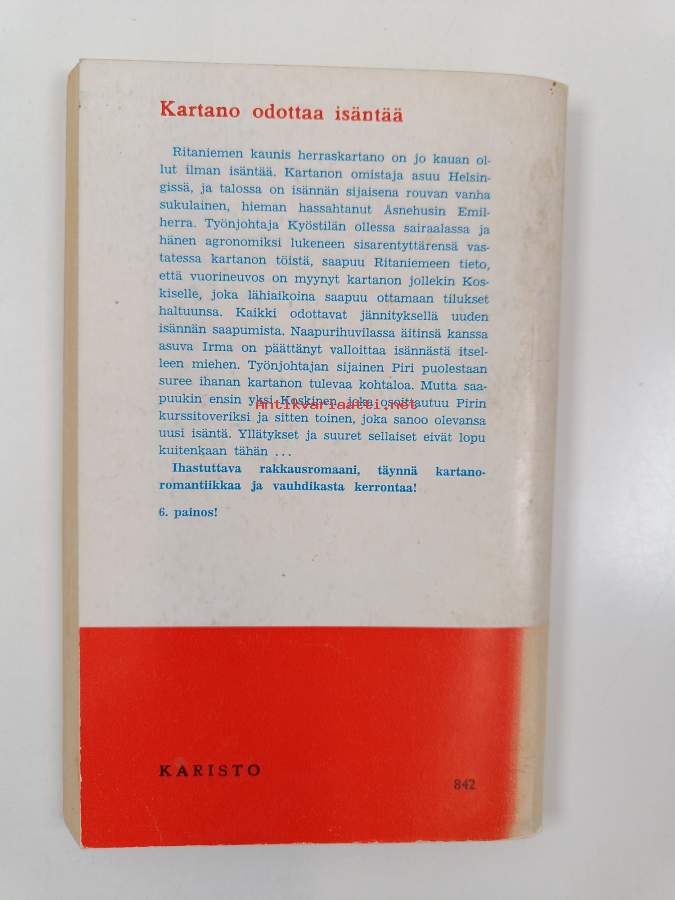 Kartano odottaa isäntää
Ritaniemen kaunis herraskartano on jo kauan ol-
lut ilman isäntää. Kartanon omistaja asuu Helsin-
gissä, ja talossa on isännän sijaisena rouvan vanha
sukulainen, hieman hassahtanut Asnehusin Emil-
herra. Työnjohtaja Kyöstilän ollessa sairaalassa ja
hänen agronomiksi lukeneen sisarentyttärensä vas-
tatessa kartanon töistä, saapuu Ritaniemeen tieto,
että vuorineuvos on myynyt kartanon jollekin Kos-
kiselle, joka lähiaikoina saapuu ottamaan tilukset
haltuunsa. Kaikki odottavat jännityksellä uuden
isännän saapumista. Naapurihuvilassa äitinsä kanssa
asuva Irma on päättänyt valloittaa isännästä itsel-
leen miehen. Työnjohtajan sijainen Piri puolestaan
suree ihanan kartanon tulevaa kohtaloa. Mutta saa-
puukin ensin yksi Koskinen, joka osoittautuu Pirin
Antikvariaatti.net
kurssitoveriksi ja sitten toinen, joka sanoo olevansa
uusi isäntä. Yllätykset ja suuret sellaiset eivät lopu
kuitenkaan tähän ...
Ihastuttava rakkausromaani, täynnä kartano-
romantiikkaa ja vauhdikasta kerrontaa!
6. painos!
KARISTO
842